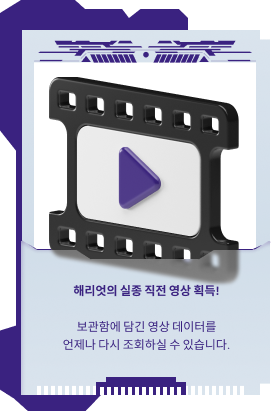 해리엇의 실종 직전 영상 획득!
보관함에 담긴 영상 데이터를
언제나 다시 조회하실 수 있습니다.